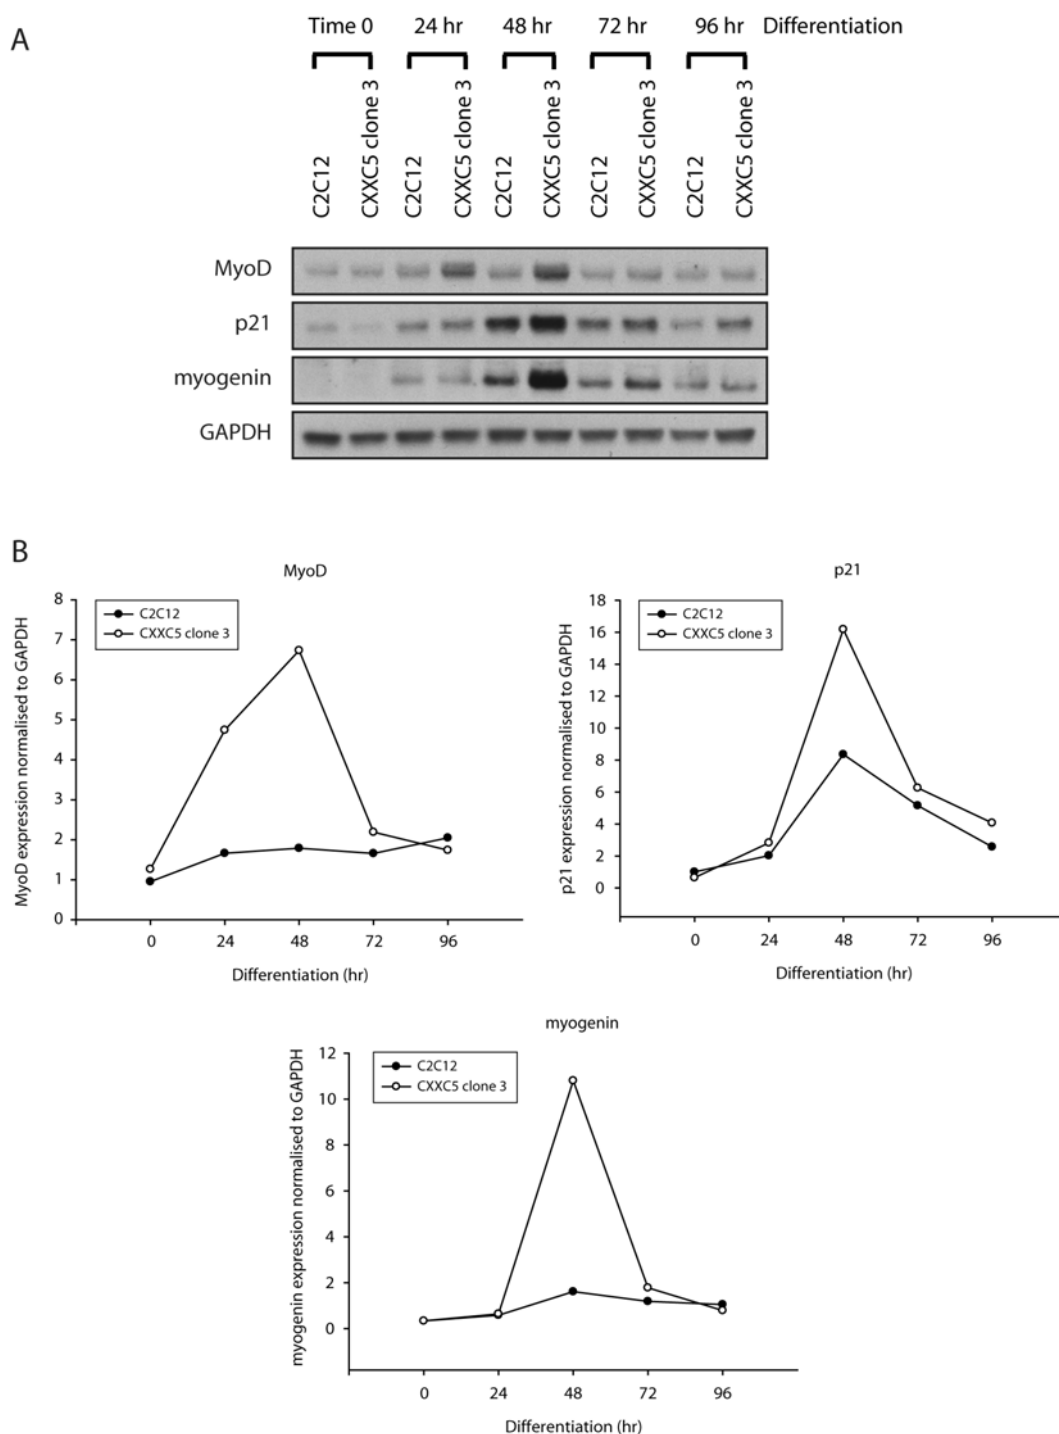 A
Time 0 24 hr 48 hr 72 hr 96 hr Differentiation
C2C12 CXXC5 clone 3 C2C12 CXXC5 clone 3 C2C12 CXXC5 clone 3 C2C12 CXXC5 clone 3 C2C12 CXXC5 clone 3
MyoD
p21
myogenin
GAPDH
B
MyoD
MyoD expression normalised to GAPDH
8
7
6
5
4
3
2
1
0
C2C12
CXXC5 clone 3
0 24 48 72 96
Differentiation (hr)
p21
p21 expression normalised to GAPDH
18
16
14
12
10
8
6
4
2
0
C2C12
CXXC5 clone 3
0 24 48 72 96
Differentiation (hr)
myogenin
myogenin expression normalised to GAPDH
12
10
8
6
4
2
0
C2C12
CXXC5 clone 3
0 24 48 72 96
Differentiation (hr)